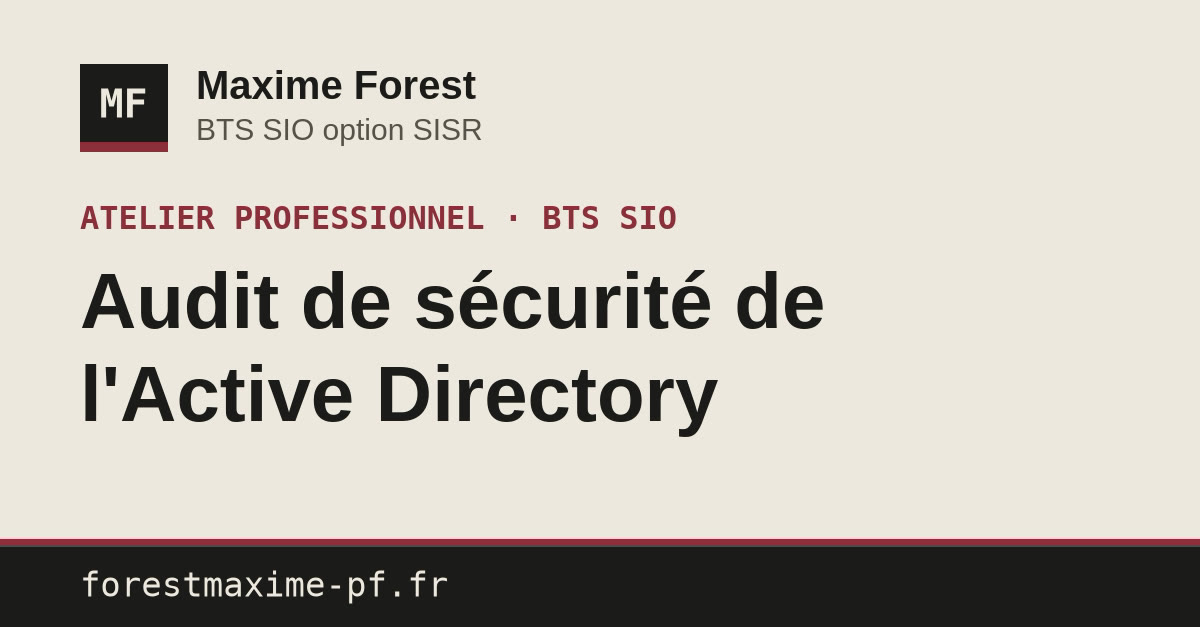 MF
Maxime Forest
BTS SIO option SISR
ATELIER PROFESSIONNEL · BTS SIO
Audit de sécurité de
l'Active Directory
forestmaxime-pf.fr